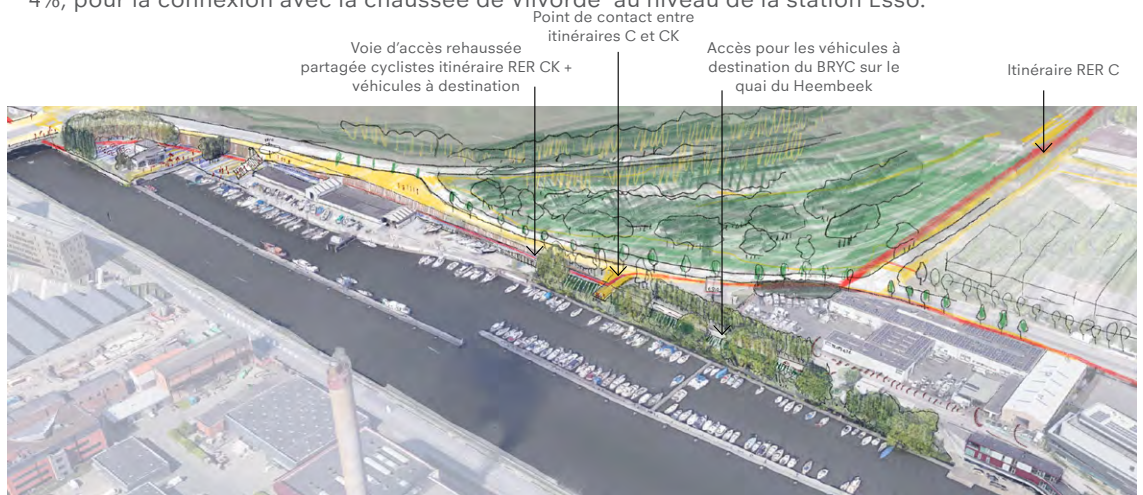 4%, pour la connexion avec la chaussée de Vilvorde au niveau de la station Esso.
Point de contact entre
itinéraires C et CK
Voie d'accès rehaussée
partagée cyclistes itinéraire RER CK +
véhicules à destination
Accès pour les véhicules à
destination du BRYC sur le
quai du Heembeek
Itinéraire RER C